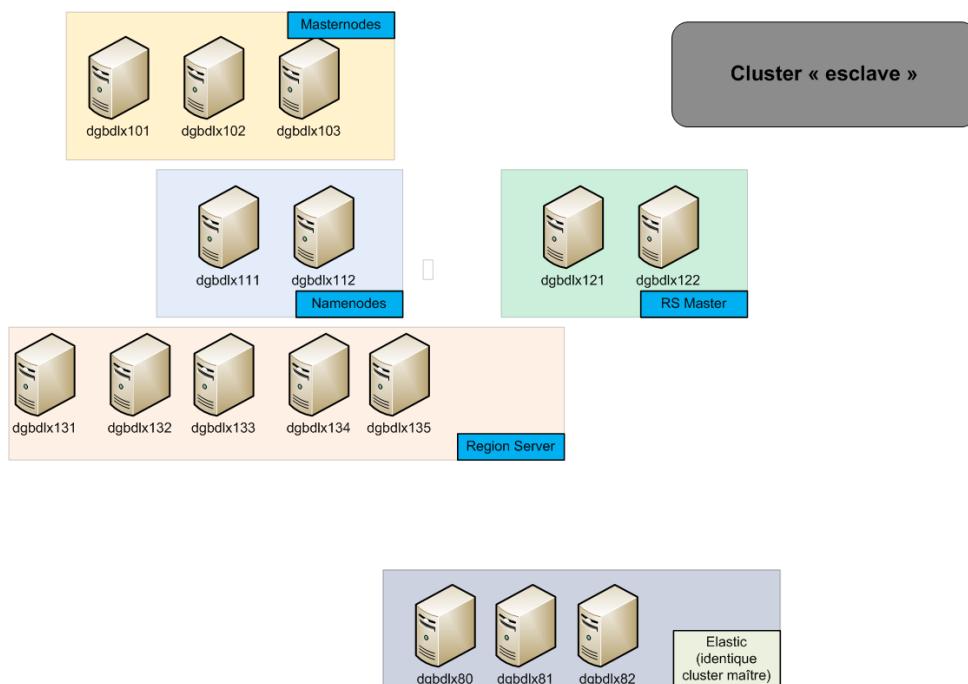 Masternodes
dgbdlx101 dgbdlx102 dgbdlx103
Cluster « esclave »
dgbdlx111 dgbdlx112
Namenodes
dgbdlx121 dgbdlx122
RS Master
dgbdlx131 dgbdlx132 dgbdlx133 dgbdlx134 dgbdlx135
Region Server
dgbdlx80 dgbdlx81 dgbdlx82
Elastic
(identique
cluster maître)